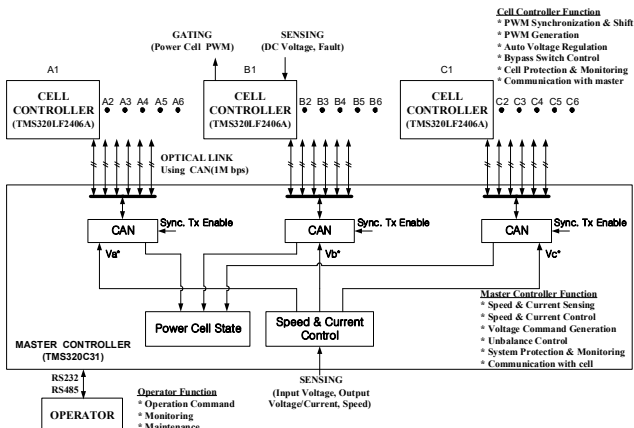 Cell Controller Function
* PWM Synchronization & Shift
* PWM Generation
* Auto Voltage Regulation
* Bypass Switch Control
* Cell Protection & Monitoring
* Communication with master
GATING
(Power Cell PWM)
SENSING
(DC Voltage, Fault)
A1
B1
C1
CELL
CONTROLLER
(TMS320LF2406A)
A2 A3 A4 A5 A6
CELL
CONTROLLER
(TMS320LF2406A)
B2 B3 B4 B5 B6
CELL
CONTROLLER
(TMS320LF2406A)
C2 C3 C4 C5 C6
OPTICAL LINK
Using CAN(1M bps)
CAN
Sync. Tx Enable
CAN
Sync. Tx Enable
CAN
Sync. Tx Enable
Va*
Vb*
Vc*
Power Cell State
Speed & Current
Control
Master Controller Function
* Speed & Current Sensing
* Speed & Current Control
* Voltage Command Generation
* Unbalance Control
* System Protection & Monitoring
* Communication with cell
MASTER CONTROLLER
(TMS320C31)
RS232
RS485
SENSING
(Input Voltage, Output
Voltage/Current, Speed)
OPERATOR
Operator Function
* Operation Command
* Monitoring
* Maintenance